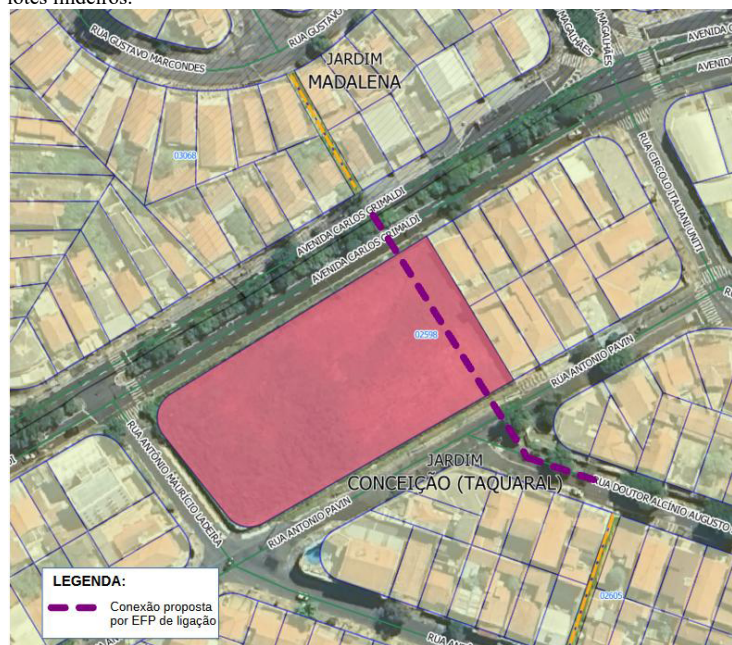 lotes lindeiros.
RUA GUSTAVO MARCONDES
RUA GUSTAVO
JARDIM
MADALENA
MAGALHÃES
MAGALHÃES
AVENIDA C
AVENIDA
03068
AVENIDA CARLOS GRIMALDI
AVENIDA CARLOS GRIMALDI
RUA CIRCOLO ITALIANI UNITI
02598
RUA ANTONIO PAVIN
RUA ANTÔNIO MAURÍCIO LADEIRA
JARDIM
CONCEIÇÃO (TAQUARAL)
RUA DOUTOR ALCÍNIO AUGUSTO
RUA ANTONIO PAVIN
02605
LEGENDA:
Conexão proposta
por EFP de ligação